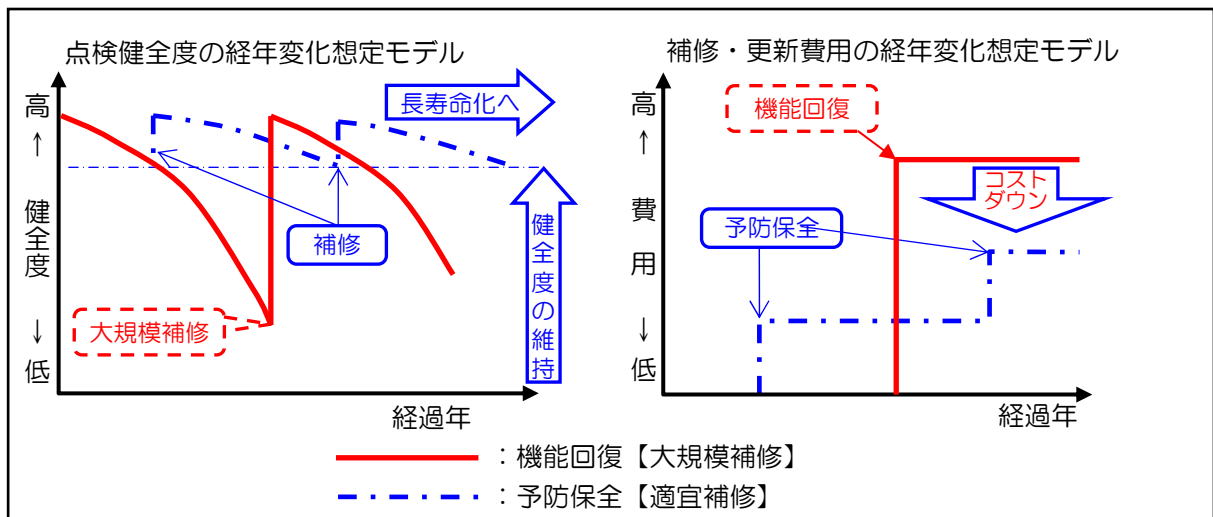 点検健全度の経年変化想定モデル
高
↑
健全度
↓
低
長寿命化へ
補修
大規模補修
健全度の維持
経過年
補修・更新費用の経年変化想定モデル
高
↑
費
用
↓
低
機能回復
コスト
ダウン
予防保全
経過年
：機能回復【大規模補修】
：予防保全【適宜補修】